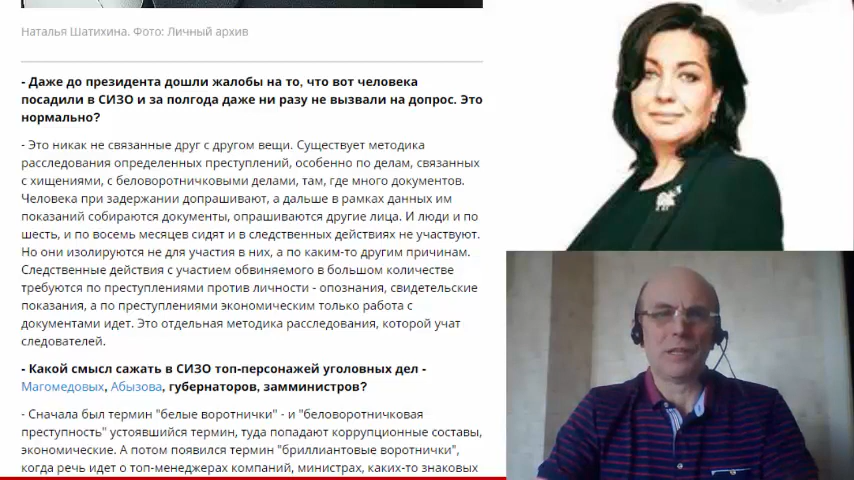 Наталья Шатихина. Фото: Личный архив
- Даже до президента дошли жалобы на то, что вот человека
посадили в СИЗО и за полгода даже ни разу не вызвали на допрос. Это
нормально?
- Это никак не связанные друг с другом вещи. Существует методика
расследования определенных преступлений, особенно по делам, связанных
с хищениями, с беловоротничковыми делами, там, где много документов.
Человека при задержании допрашивают, а дальше в рамках данных им
показаний собираются документы, опрашиваются другие лица. И люди и по
шесть, и по восемь месяцев сидят и в следственных действиях не участвуют.
Но они изолируются не для участия в них, а по каким-то другим причинам.
Следственные действия с участием обвиняемого в большом количестве
требуются по преступлениями против личности - опознания, свидетельские
показания, а по преступлениями экономическим только работа с
документами идет. Это отдельная методика расследования, которой учат
следователей.
- Какой смысл сажать в СИЗО топ-персонажей уголовных дел -
Магомедовых, Абызова, губернаторов, замминистров?
- Сначала был термин "белые воротнички" - и "беловоротничковая
преступность" устоявшийся термин, туда попадают коррупционные составы,
экономические. А потом появился термин "бриллиантовые воротнички",
когда речь идет о топ-менеджерах компаний, министрах, каких-то знаковых